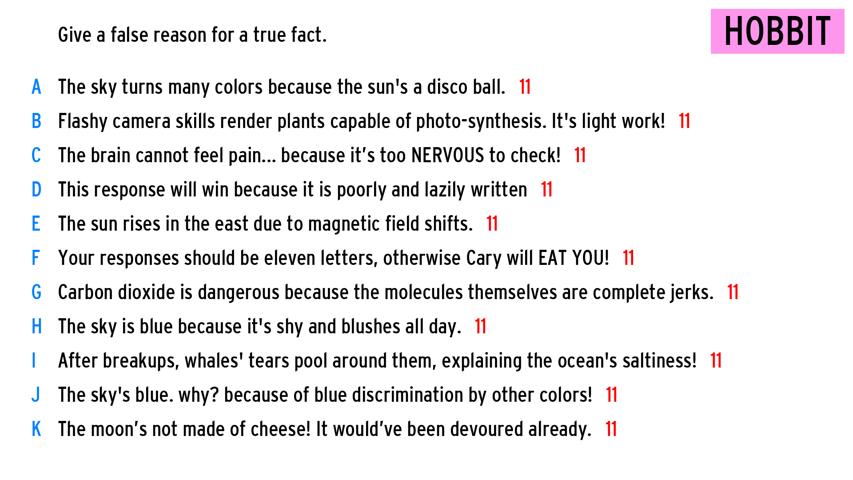 Give a false reason for a true fact.
HOBBIT
A The sky turns many colors because the sun's a disco ball. 11
B Flashy camera skills render plants capable of photo-synthesis. It's light work! 11
C The brain cannot feel pain... because it’s too NERVOUS to check! 11
D This response will win because it is poorly and lazily written 11
E The sun rises in the east due to magnetic field shifts. 11
F Your responses should be eleven letters, otherwise Cary will EAT YOU! 11
G Carbon dioxide is dangerous because the molecules themselves are complete jerks. 11
H The sky is blue because it's shy and blushes all day. 11
I After breakups, whales' tears pool around them, explaining the ocean's saltiness! 11
J The sky's blue. why? because of blue discrimination by other colors! 11
K The moon’s not made of cheese! It would’ve been devoured already. 11